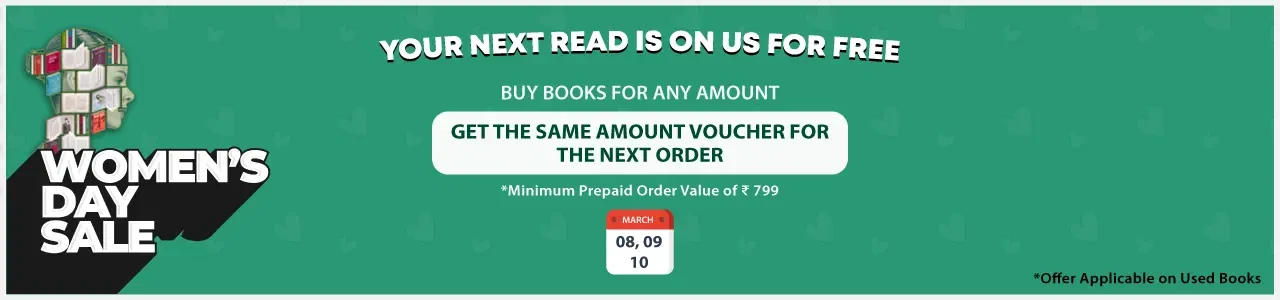 YOUR NEXT READ IS ON US FOR FREE
BUY BOOKS FOR ANY AMOUNT
GET THE SAME AMOUNT VOUCHER FOR
THE NEXT ORDER
*Minimum Prepaid Order Value of ₹ 799
MARCH
08, 09
10
WOMEN'S
DAY
SALE
*Offer Applicable on Used Books